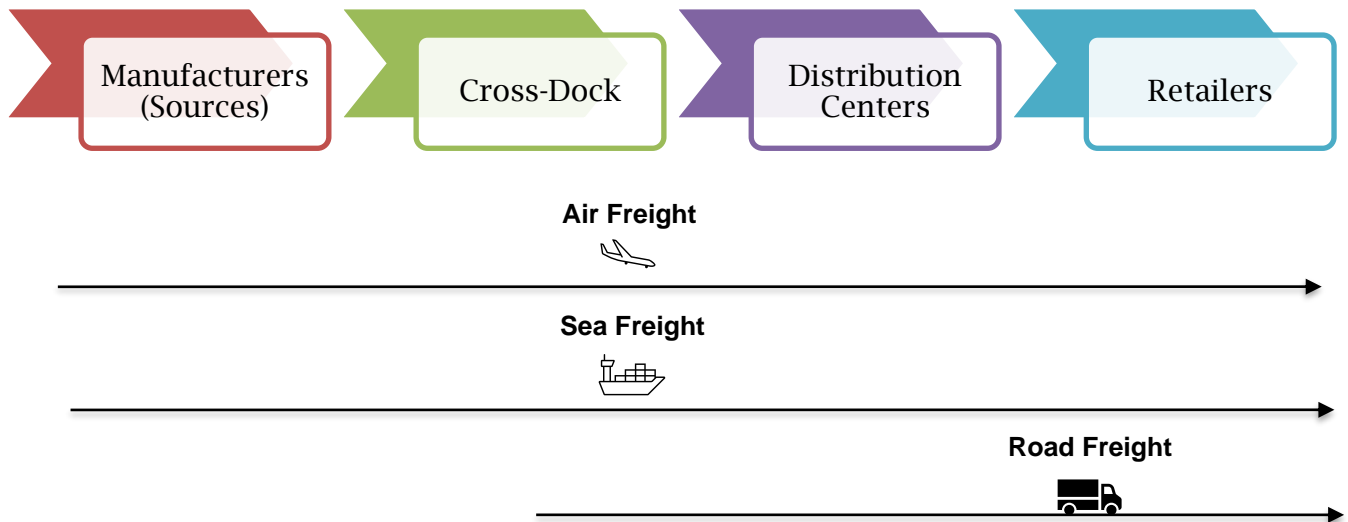 Manufacturers
(Sources)
Cross-Dock
Distribution
Centers
Retailers
Air Freight
Sea Freight
Road Freight